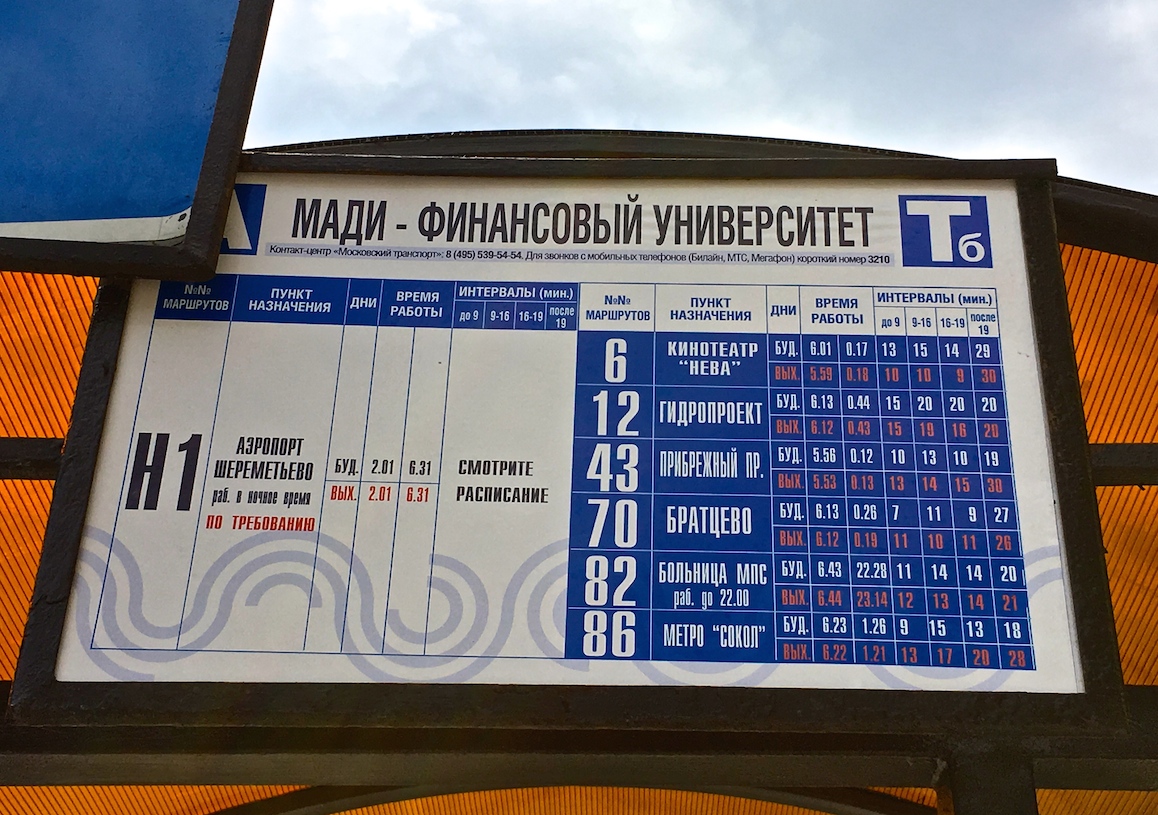 А
МАДИ - ФИНАНСОВЫЙ УНИВЕРСИТЕТ
Тб
Контакт-центр «Московский транспорт»: 8 (495) 539-54-54. Для звонков с мобильных телефонов (Билайн, МТС, Мегафон) короткий номер 3210
№№ МАРШРУТОВ ПУНКТ НАЗНАЧЕНИЯ ДНИ ВРЕМЯ РАБОТЫ ИНТЕРВАЛЫ (мин.)
до 9 9-16 16-19 после 19
Н1 АЭРОПОРТ
ШЕРЕМЕТЬЕВО
раб. в ночное время
ПО ТРЕБОВАНИЮ
БУД. 2.01 6.31
ВЫХ. 2.01 6.31
СМОТРИТЕ
РАСПИСАНИЕ
№№ МАРШРУТОВ ПУНКТ НАЗНАЧЕНИЯ ДНИ ВРЕМЯ РАБОТЫ ИНТЕРВАЛЫ (мин.)
до 9 9-16 16-19 после 19
6 КИНОТЕАТР “НЕВА” БУД. 6.01 0.17 13 15 14 29
ВЫХ. 5.59 0.18 10 10 9 30
12 ГИДРОПРОЕКТ БУД. 6.13 0.44 15 20 20 20
ВЫХ. 6.12 0.43 15 19 16 20
43 ПРИБРЕЖНЫЙ ПР. БУД. 5.56 0.12 10 13 10 19
ВЫХ. 5.53 0.13 13 14 15 30
70 БРАТЦЕВО БУД. 6.13 0.26 7 11 9 27
ВЫХ. 6.12 0.19 11 10 11 26
82 БОЛЬНИЦА МПС раб. до 22.00 БУД. 6.43 22.28 11 14 14 20
ВЫХ. 6.44 23.14 12 13 14 21
86 МЕТРО “СОКОЛ” БУД. 6.23 1.26 9 15 13 18
ВЫХ. 6.22 1.21 13 17 20 28